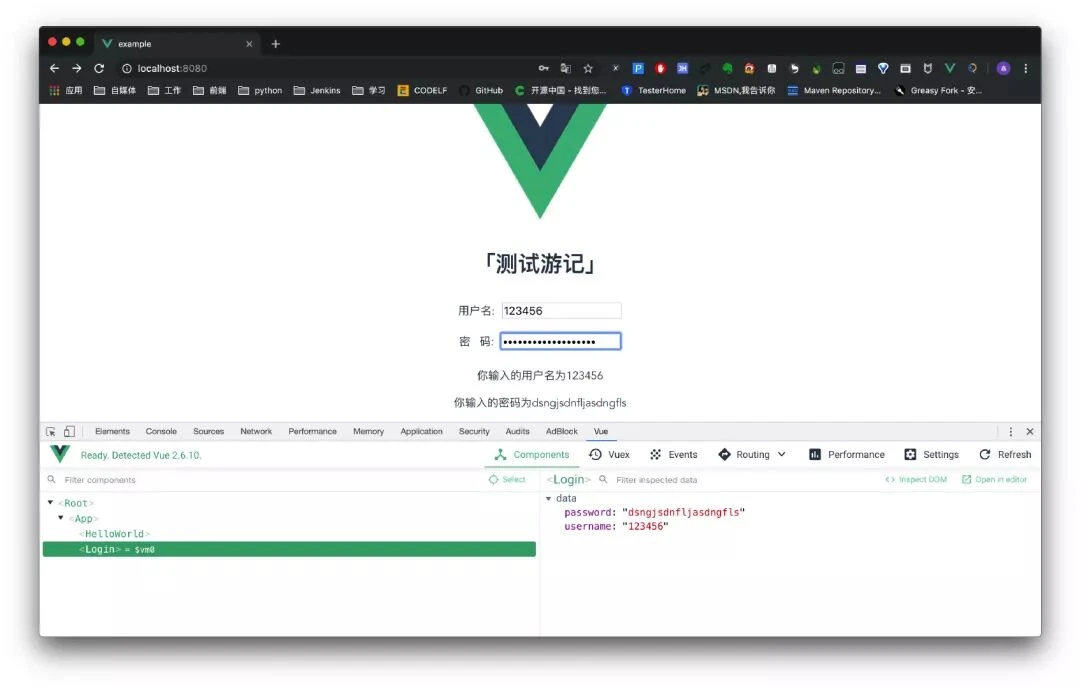 example
localhost:8080
应用 自媒体 工作 前端 python Jenkins 学习 CODELF GitHub 开源中国 - 找到您... TesterHome MSDN,我告诉你 Maven Repository... Greasy Fork - 安...
「测试游记」
用户名: 123456
密 码: •••••••••••••••••••
你输入的用户名为123456
你输入的密码为dsngjsdnfljasdngfls
Elements Console Sources Network Performance Memory Application Security Audits AdBlock Vue
Ready. Detected Vue 2.6.10. Components Vuex Events Routing Performance Settings Refresh
Filter components Select <Login> Filter inspected data Inspect DOM Open in editor
<Root> data
<App> password: "dsngjsdnfljasdngfls"
<HelloWorld> username: "123456"
<Login> = $vm0